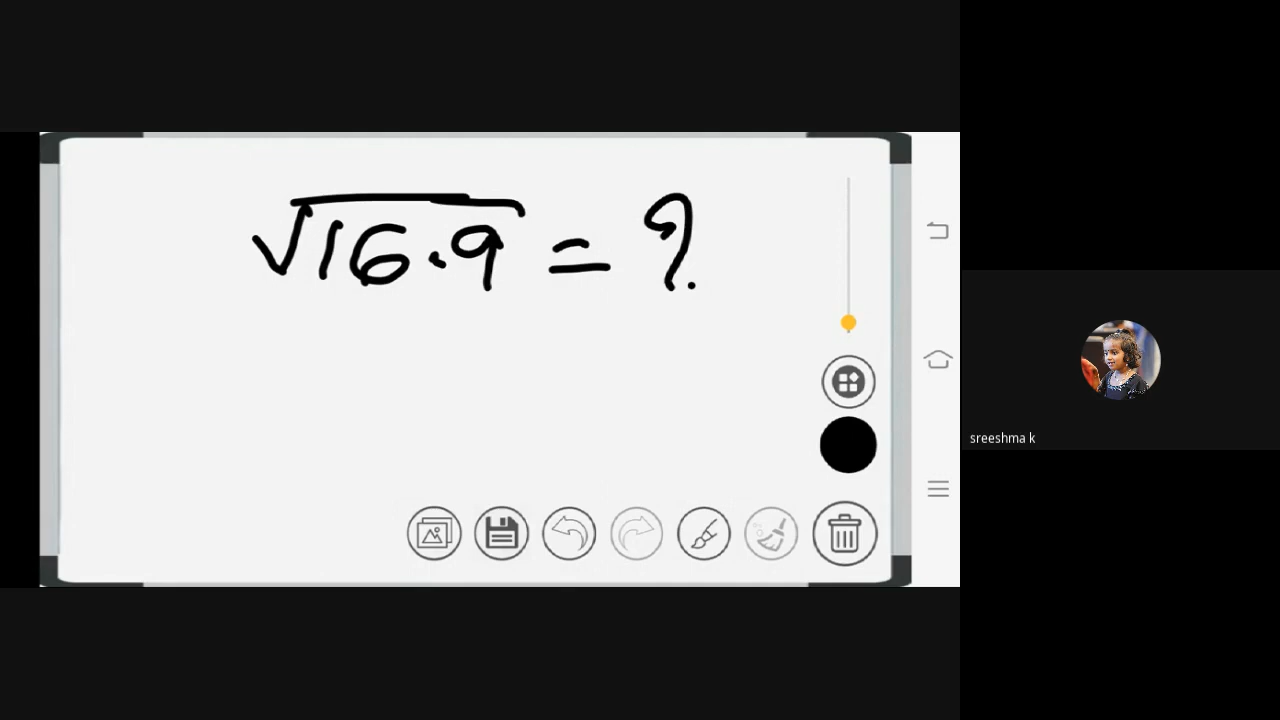 √16.9 = ?
sreeshma k